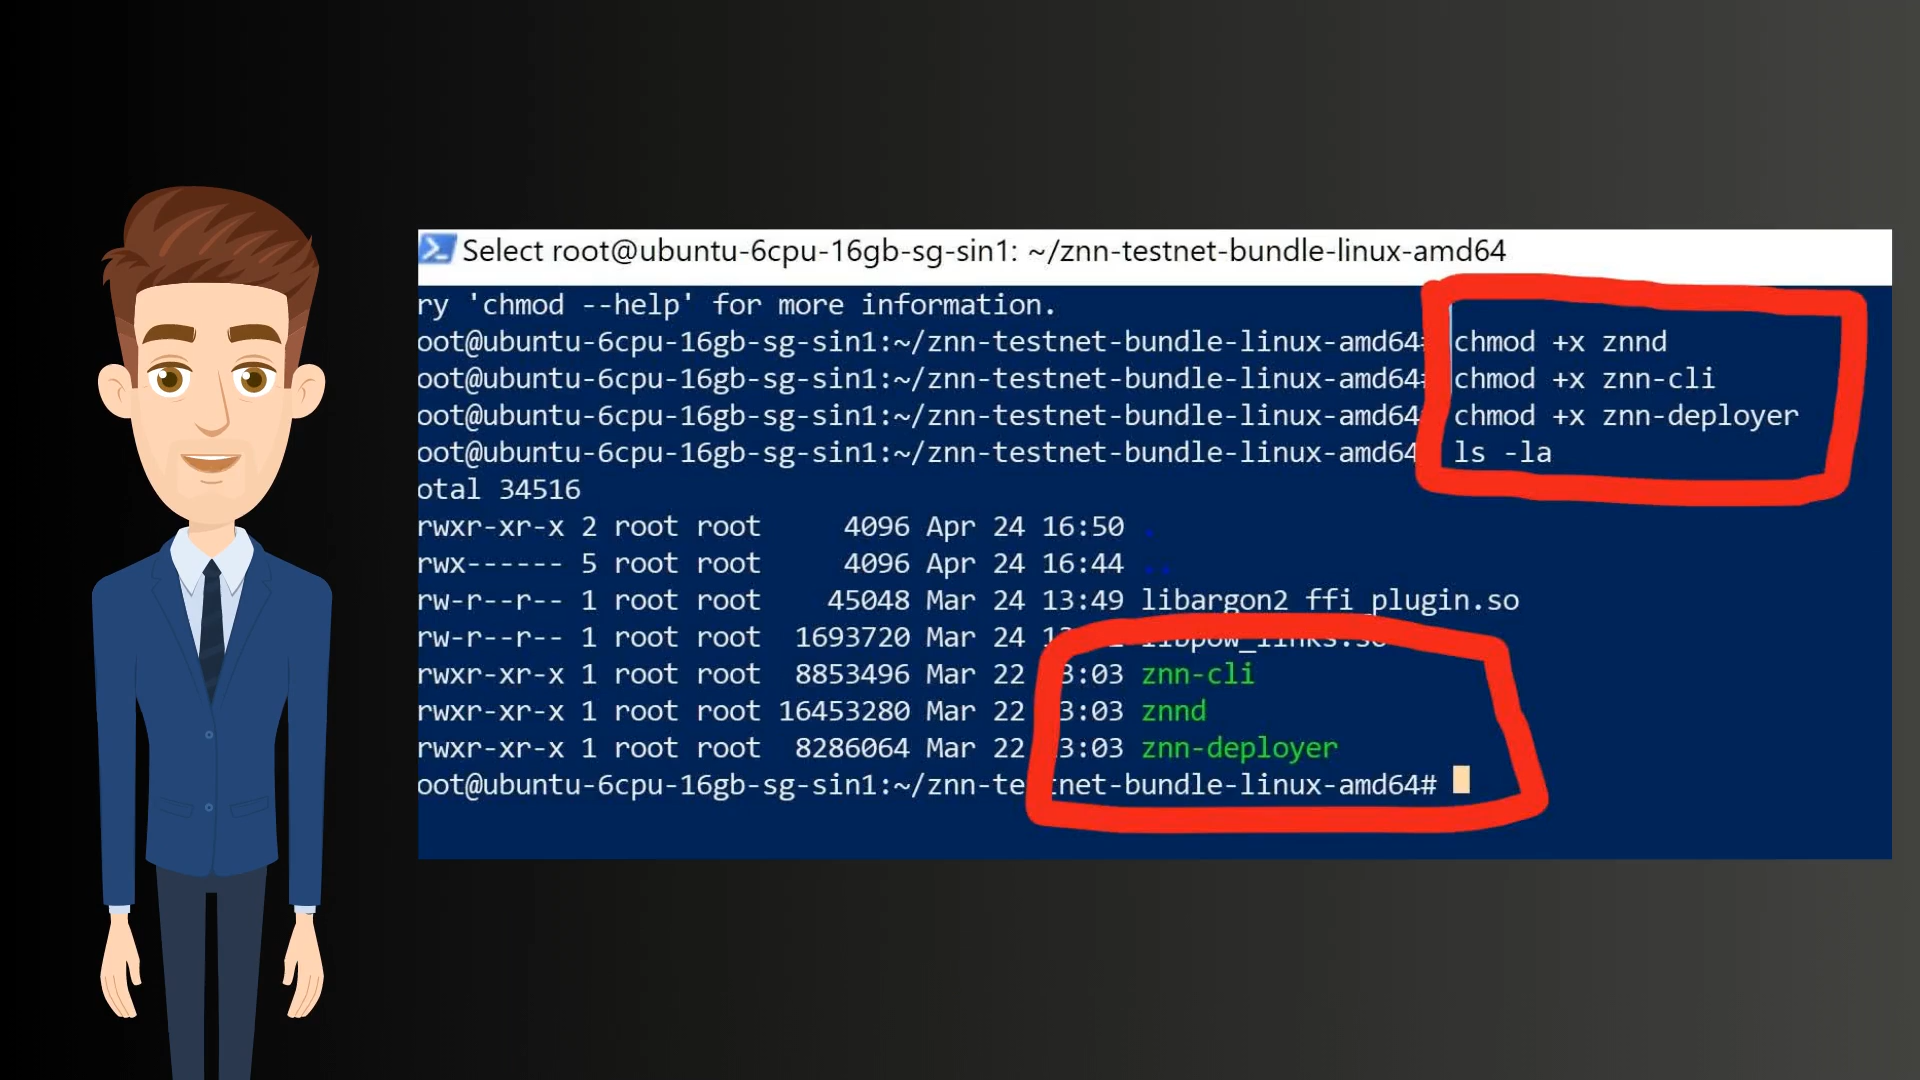 Select root@ubuntu-6cpu-16gb-sg-sin1: ~/znn-testnet-bundle-linux-amd64
ry 'chmod --help' for more information.
oot@ubuntu-6cpu-16gb-sg-sin1:~/znn-testnet-bundle-linux-amd64# chmod +x znnd
oot@ubuntu-6cpu-16gb-sg-sin1:~/znn-testnet-bundle-linux-amd64# chmod +x znn-cli
oot@ubuntu-6cpu-16gb-sg-sin1:~/znn-testnet-bundle-linux-amd64 chmod +x znn-deployer
oot@ubuntu-6cpu-16gb-sg-sin1:~/znn-testnet-bundle-linux-amd64 ls -la
otal 34516
rwxr-xr-x 2 root root 4096 Apr 24 16:50 .
rwx------ 5 root root 4096 Apr 24 16:44 ..
rw-r--r-- 1 root root 45048 Mar 24 13:49 libargon2_ffi_plugin.so
rw-r--r-- 1 root root 1693720 Mar 24 libpow_links.so
rwxr-xr-x 1 root root 8853496 Mar 22 3:03 znn-cli
rwxr-xr-x 1 root root 16453280 Mar 22 3:03 znnd
rwxr-xr-x 1 root root 8286064 Mar 22 3:03 znn-deployer
oot@ubuntu-6cpu-16gb-sg-sin1:~/znn-testnet-bundle-linux-amd64#